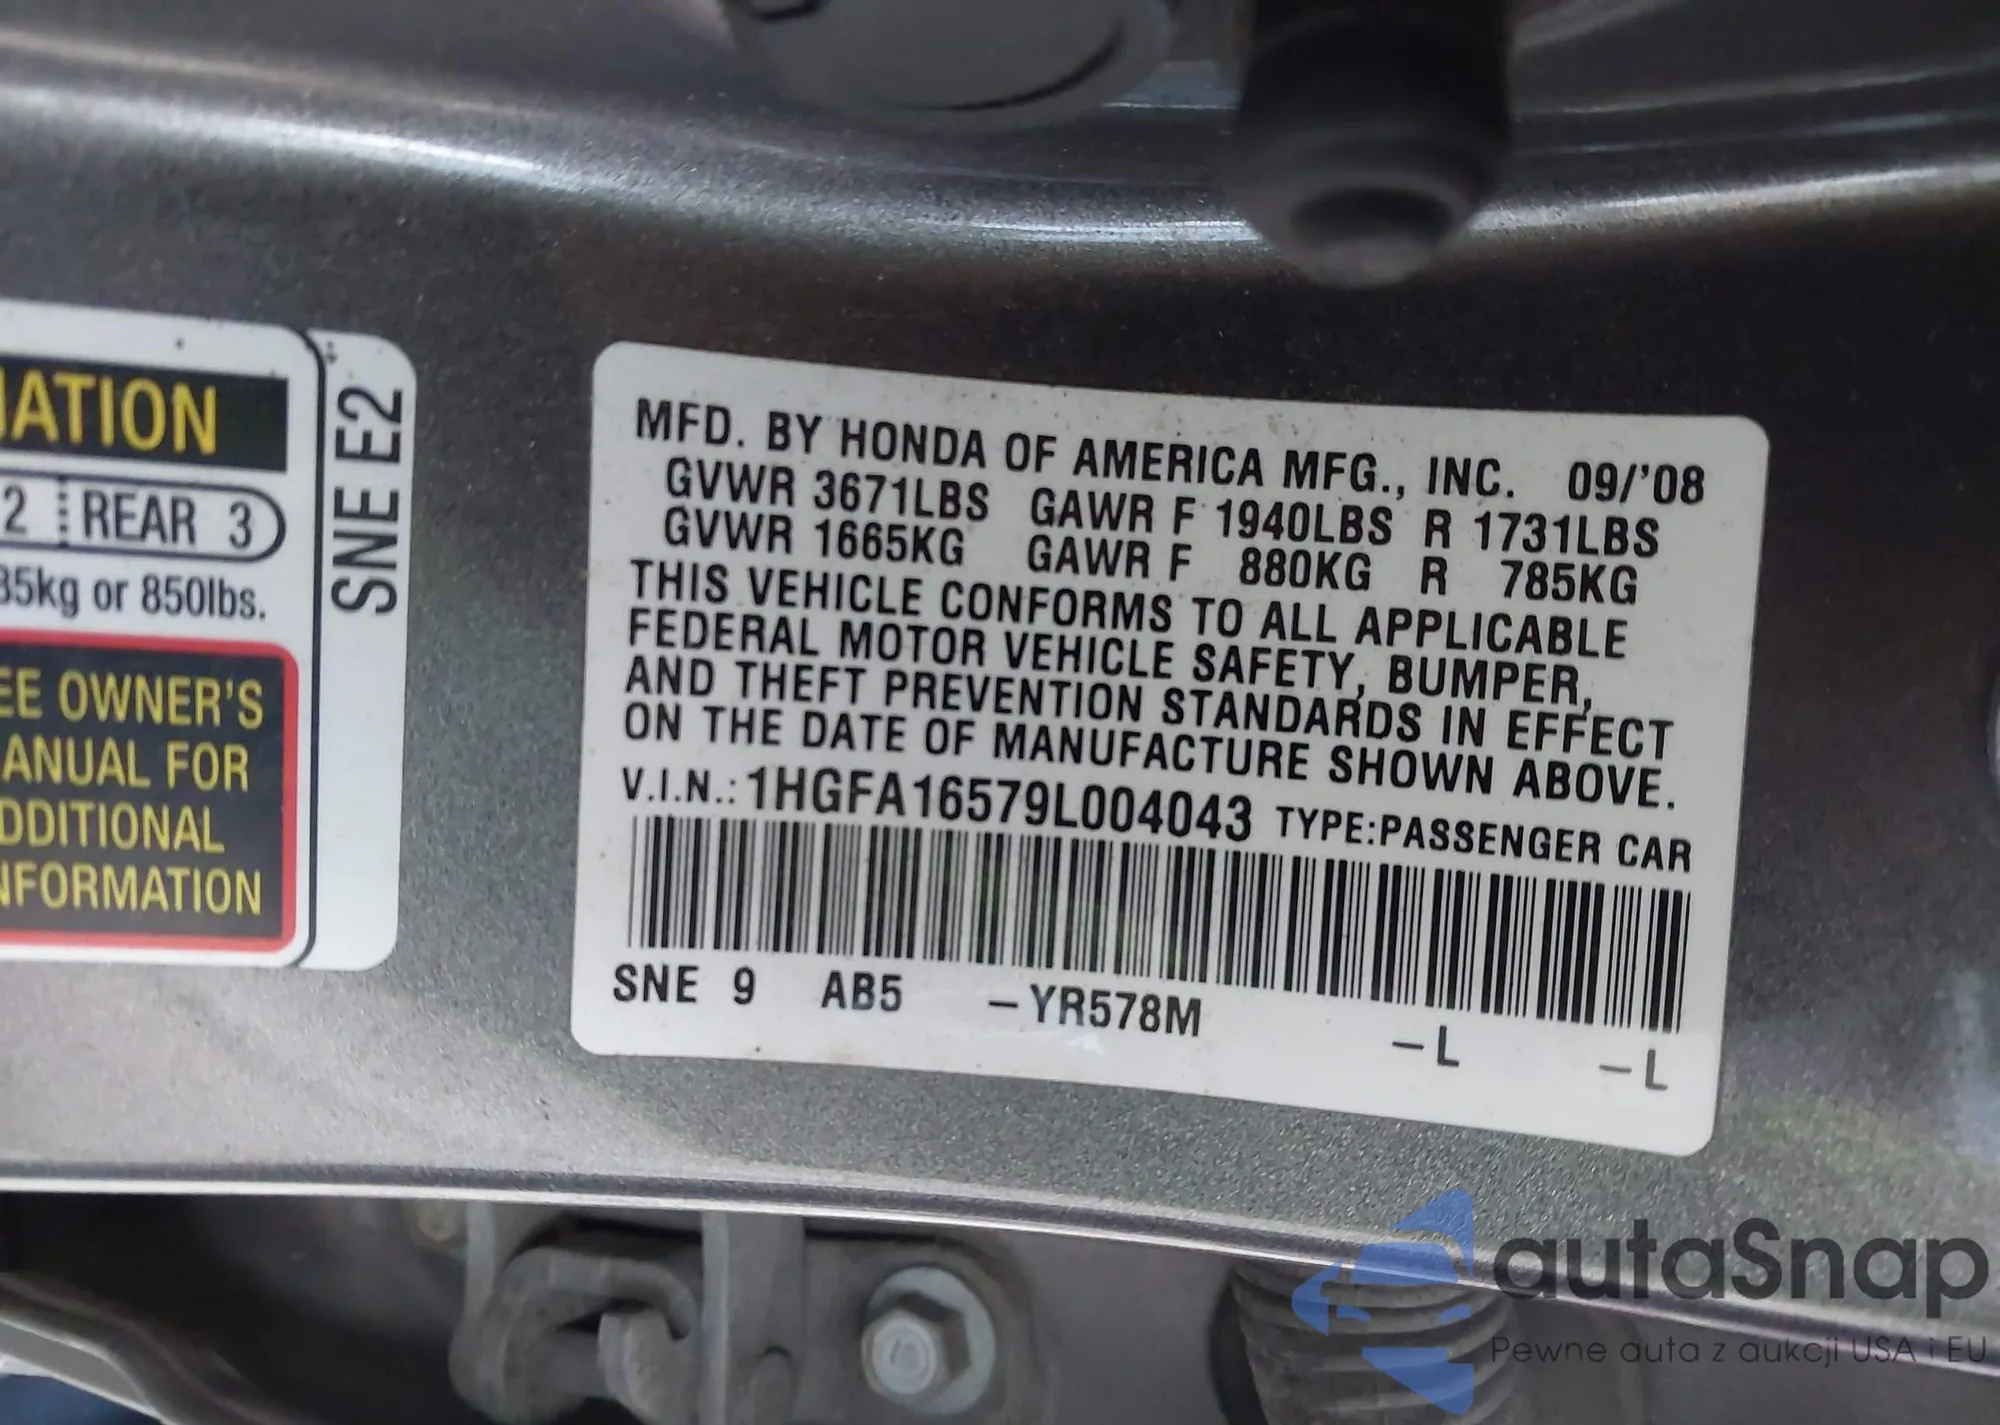 IATION
2 REAR 3
35kg or 850lbs.
EE OWNER'S
ANUAL FOR
DDITIONAL
NFORMATION
SNE E2
MFD. BY HONDA OF AMERICA MFG., INC. 09/'08
GVWR 3671LBS GAWR F 1940LBS R 1731LBS
GVWR 1665KG GAWR F 880KG R 785KG
THIS VEHICLE CONFORMS TO ALL APPLICABLE
FEDERAL MOTOR VEHICLE SAFETY, BUMPER,
AND THEFT PREVENTION STANDARDS IN EFFECT
ON THE DATE OF MANUFACTURE SHOWN ABOVE.
V.I.N.: 1HGFA16579L004043 TYPE:PASSENGER CAR
SNE 9 AB5 -YR578M -L -L
autaSnap
Pewne auta z aukcji USA i EU